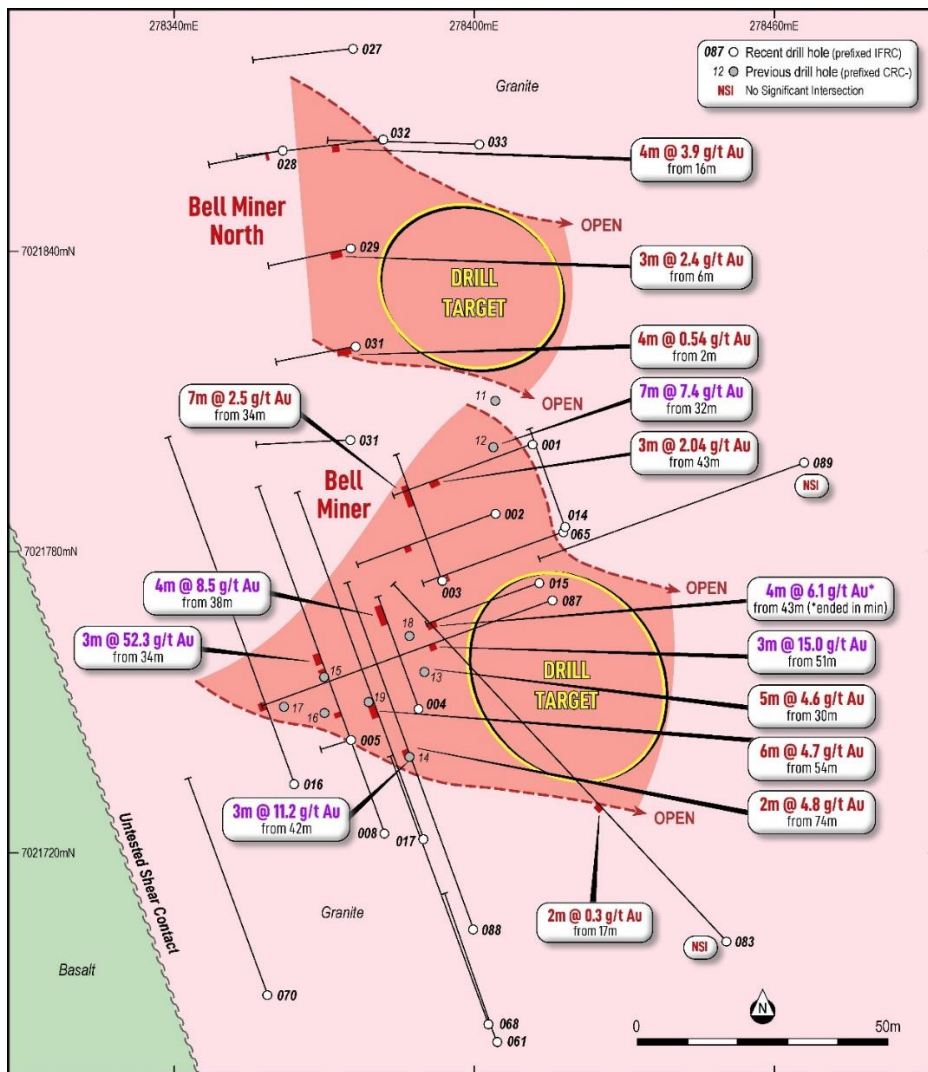 278340mE
278400mE
278460mE
087 Recent drill hole (prefixed IFRC)
12 Previous drill hole (prefixed CRC-)
NSI No Significant Intersection
027
Granite
032
033
028
4m @ 3.9 g/t Au
from 16m
Bell Miner
North
OPEN
7021840mN
029
DRILL
TARGET
3m @ 2.4 g/t Au
from 6m
031
4m @ 0.54 g/t Au
from 2m
7m @ 2.5 g/t Au
from 34m
11
OPEN
7m @ 7.4 g/t Au
from 32m
031
12
001
3m @ 2.04 g/t Au
from 43m
089
NSI
Bell
Miner
002
014
065
7021780mN
003
015
OPEN
4m @ 8.5 g/t Au
from 38m
087
4m @ 6.1 g/t Au*
from 43m (*ended in min)
18
3m @ 52.3 g/t Au
from 34m
3m @ 15.0 g/t Au
from 51m
15
13
DRILL
TARGET
5m @ 4.6 g/t Au
from 30m
17
16
19
004
005
6m @ 4.7 g/t Au
from 54m
14
016
3m @ 11.2 g/t Au
from 42m
2m @ 4.8 g/t Au
from 74m
OPEN
008
017
7021720mN
Untested Shear Contact
Granite
2m @ 0.3 g/t Au
from 17m
088
NSI
083
Basalt
070
068
061
N
0
50m